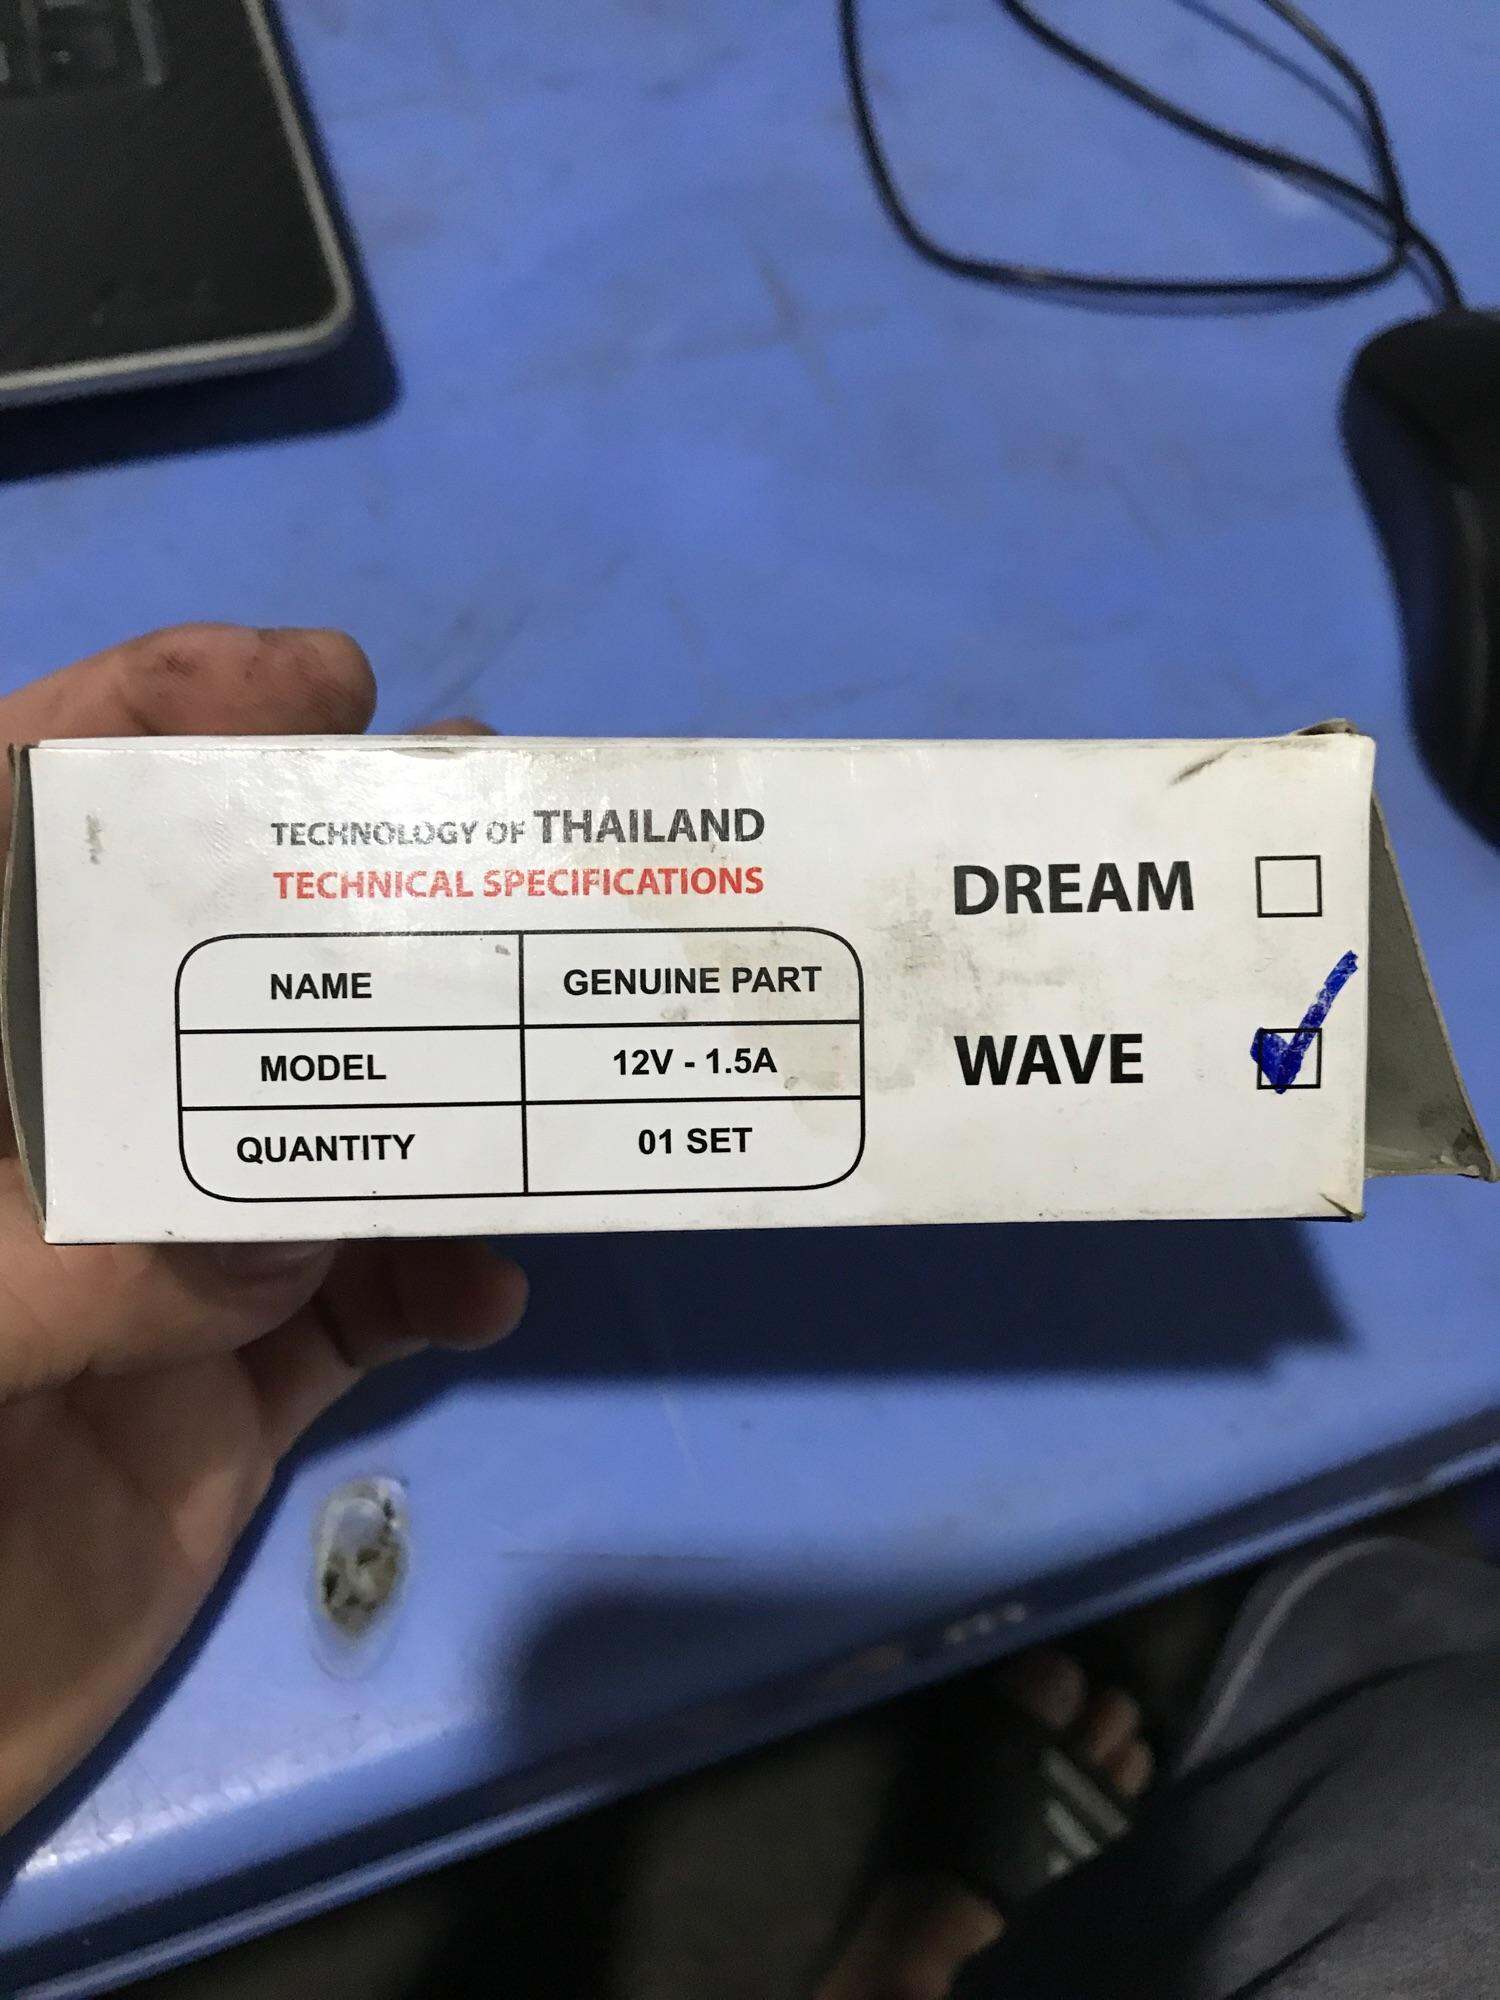 TECHNOLOGY OF THAILAND
TECHNICAL SPECIFICATIONS
NAME GENUINE PART
MODEL 12V - 1.5A
QUANTITY 01 SET
DREAM
WAVE